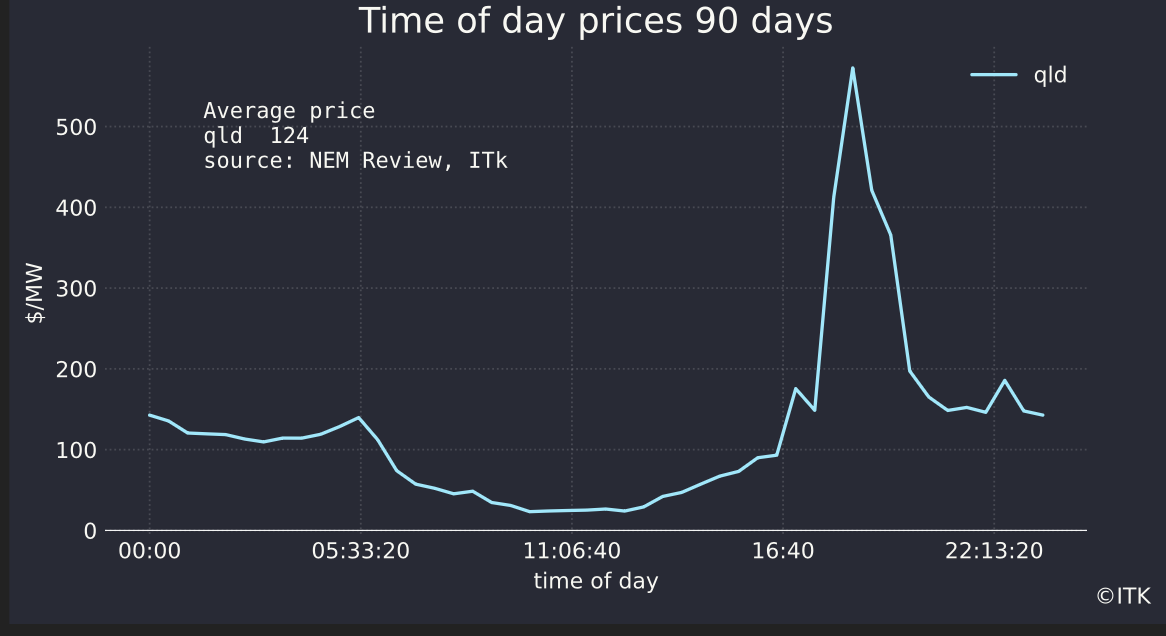 Time of day prices 90 days
qld
Average price
qld  124
source: NEM Review, ITk
500
400
300
200
100
0
$/MW
00:00
05:33:20
11:06:40
16:40
22:13:20
time of day
©ITK